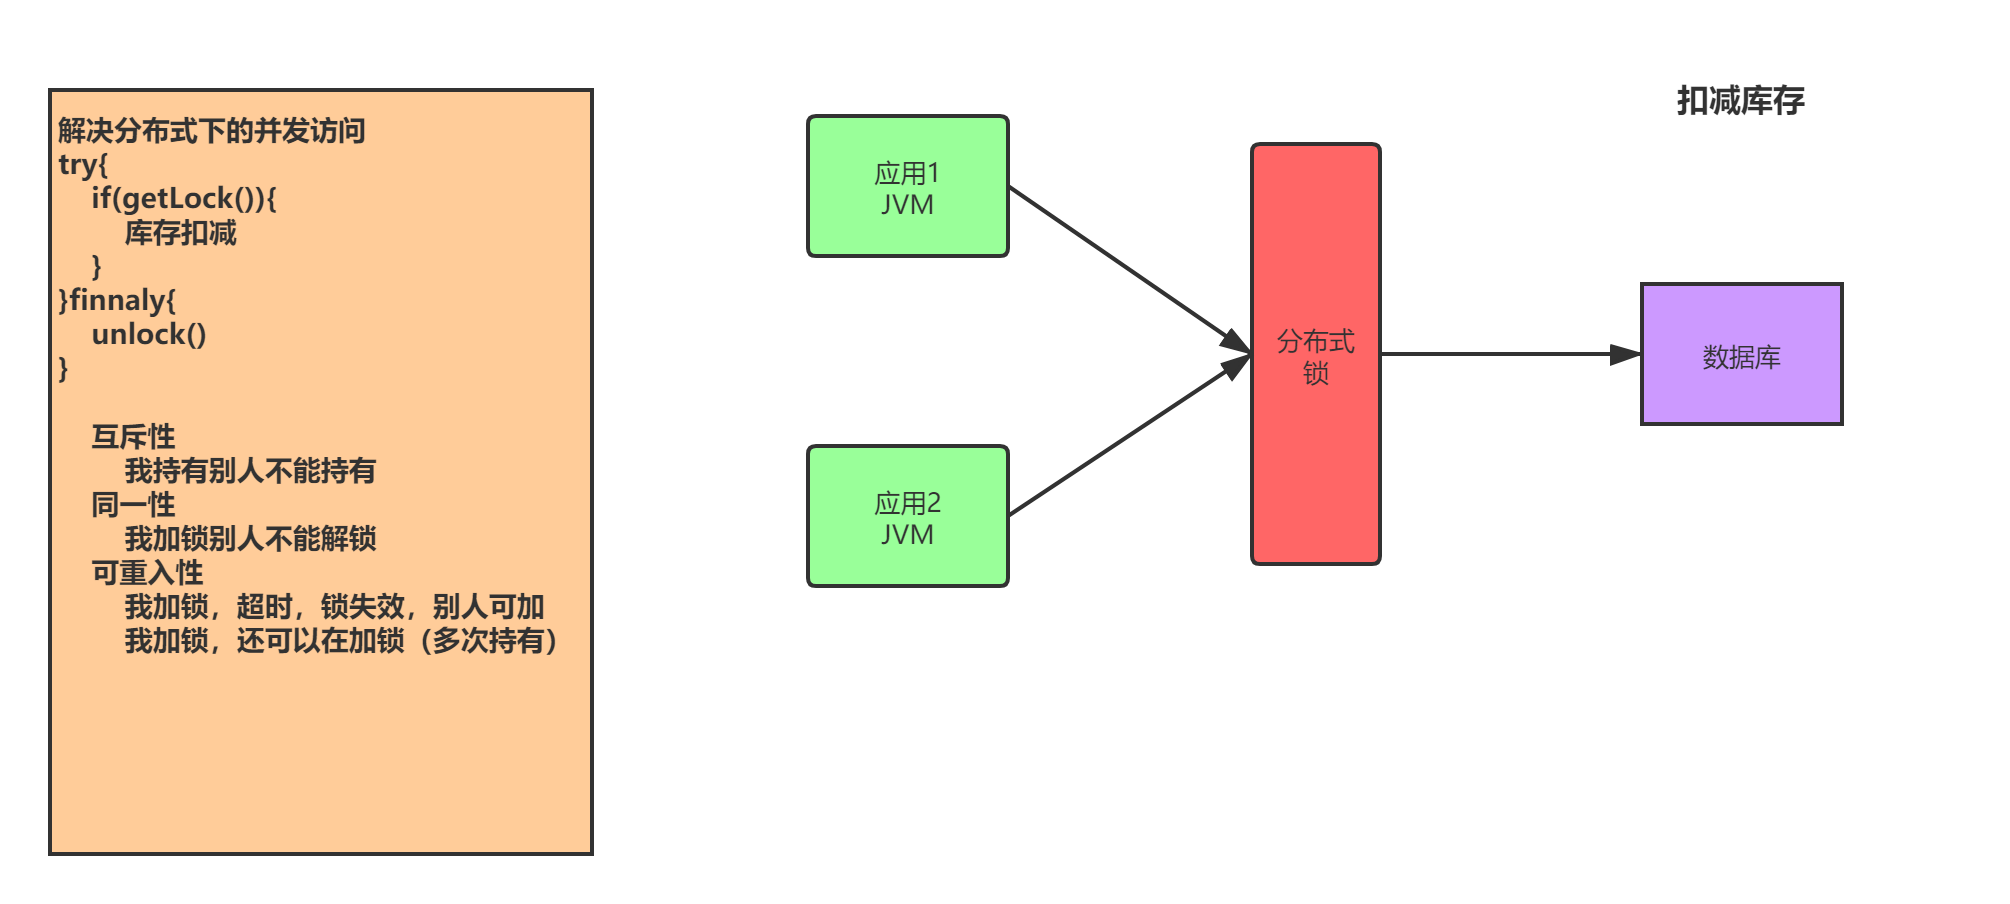 解决分布式下的并发访问
try{
if(getLock()){
库存扣减
}
}finnaly{
unlock()
}
互斥性
我持有别人不能持有
同一性
我加锁别人不能解锁
可重入性
我加锁，超时，锁失效，别人可加
我加锁，还可以在加锁（多次持有）
应用1
JVM
应用2
JVM
分布式
锁
扣减库存
数据库